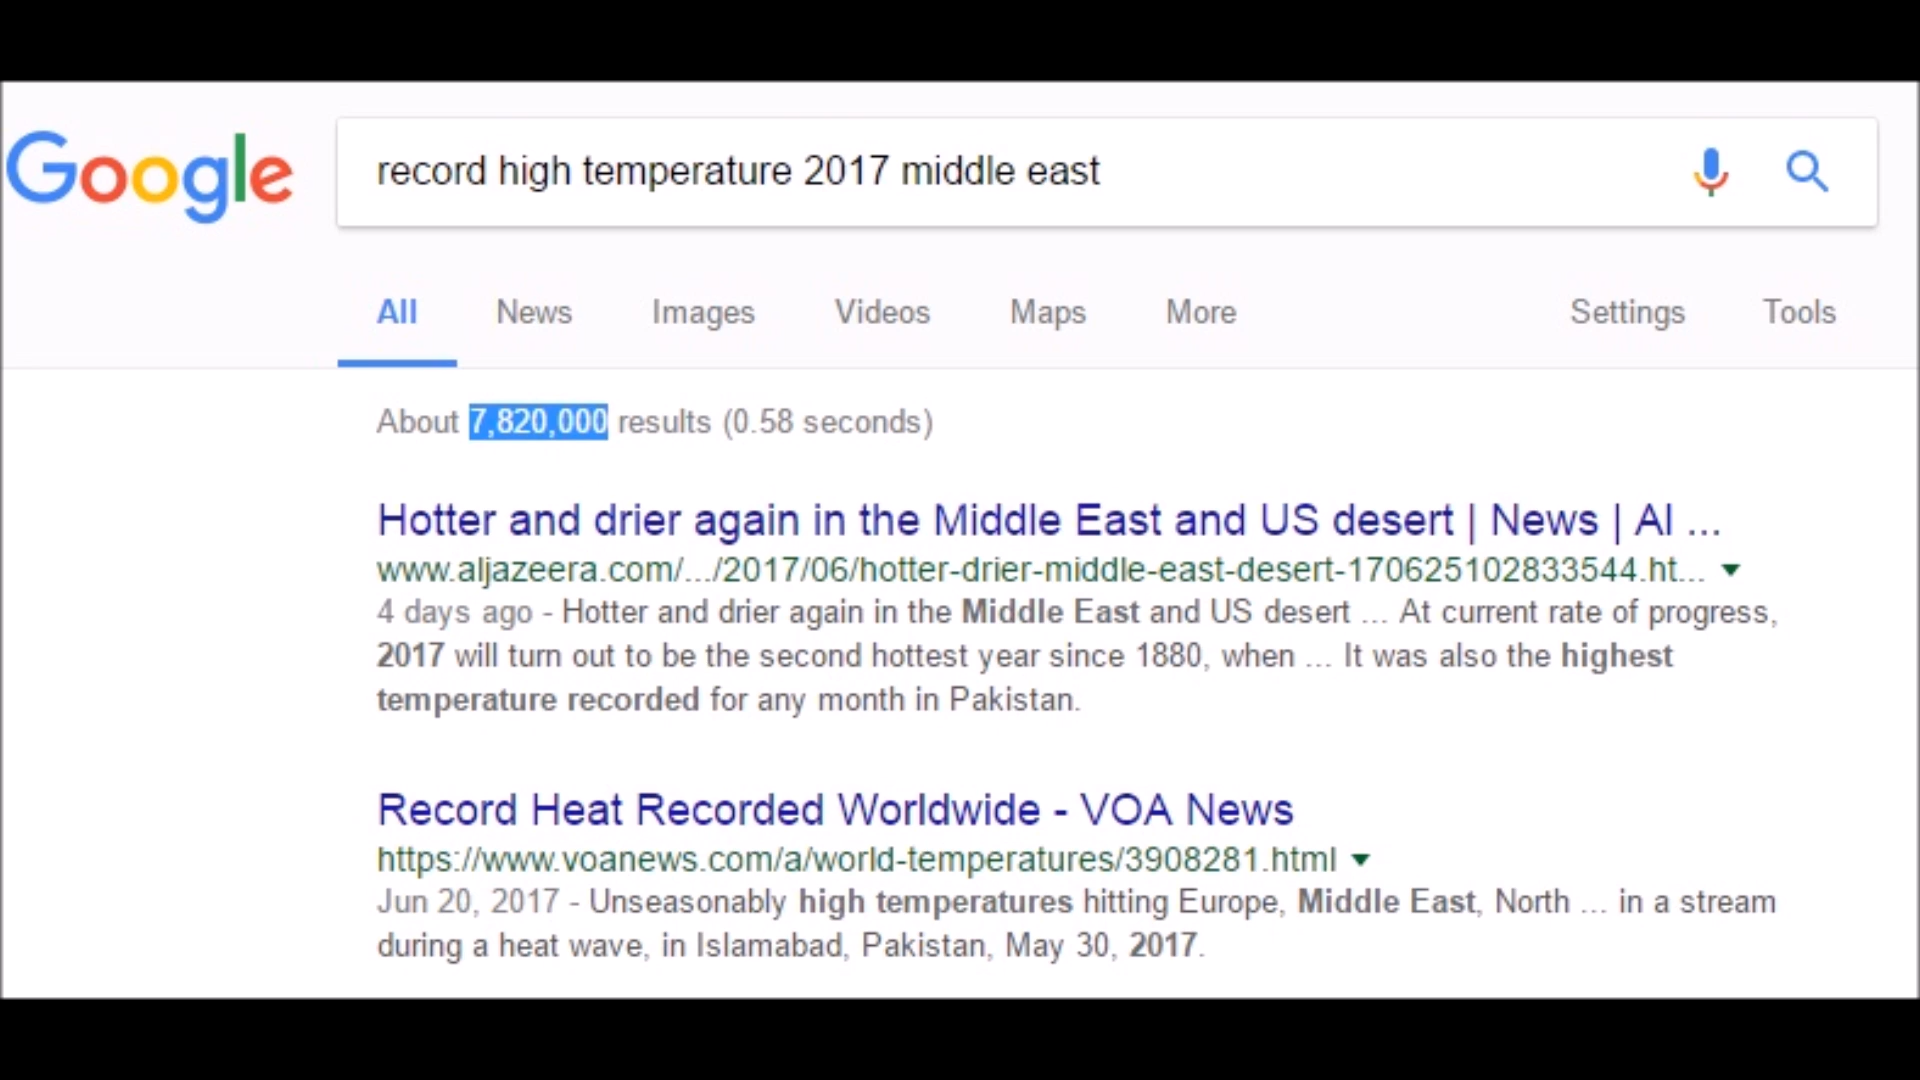 Google
record high temperature 2017 middle east
All News Images Videos Maps More Settings Tools
About 7,820,000 results (0.58 seconds)
Hotter and drier again in the Middle East and US desert | News | Al ...
www.aljazeera.com/.../2017/06/hotter-drier-middle-east-desert-170625102833544.ht...
4 days ago - Hotter and drier again in the Middle East and US desert ... At current rate of progress,
2017 will turn out to be the second hottest year since 1880, when ... It was also the highest
temperature recorded for any month in Pakistan.
Record Heat Recorded Worldwide - VOA News
https://www.voanews.com/a/world-temperatures/3908281.html
Jun 20, 2017 - Unseasonably high temperatures hitting Europe, Middle East, North ... in a stream
during a heat wave, in Islamabad, Pakistan, May 30, 2017.